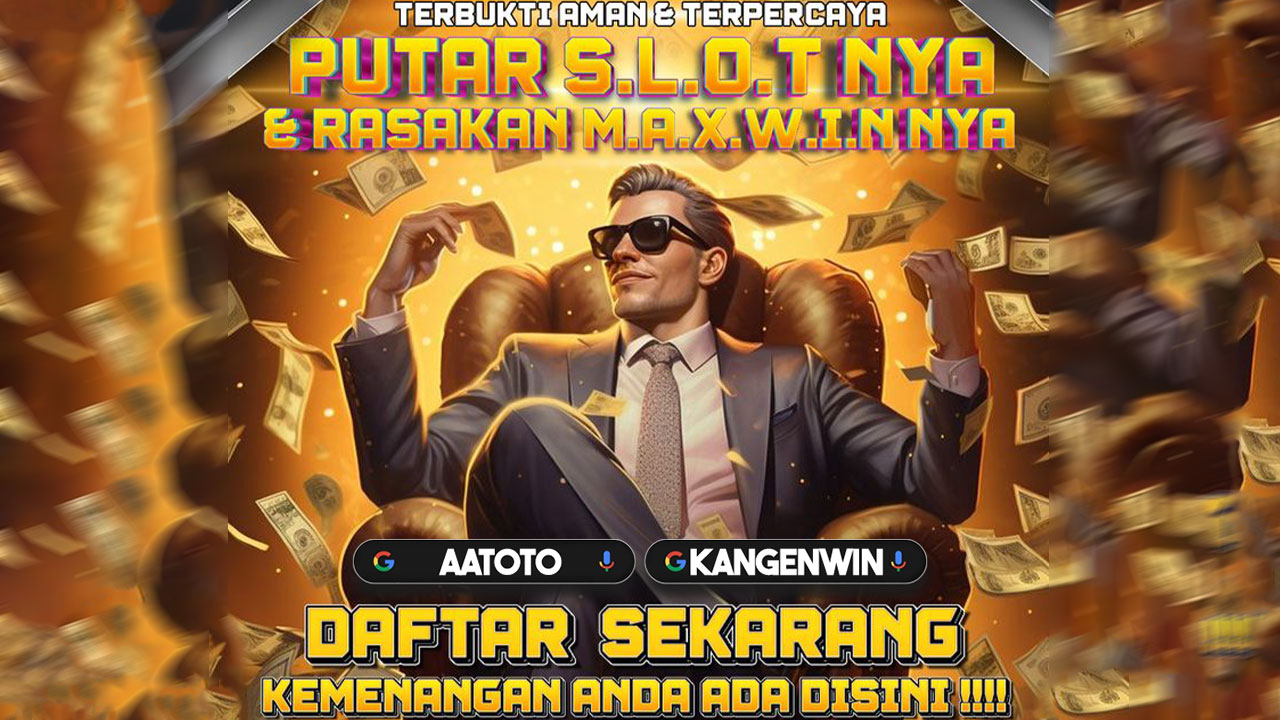 TERBUKTI AMAN & TERPERCAYA
PUTAR S.L.O.T NYA
& RASAKAN M.A.X.W.I.N NYA
AATOTO
KANGENWIN
DAFTAR SEKARANG
KEMENANGAN ANDA ADA DISINI !!!!